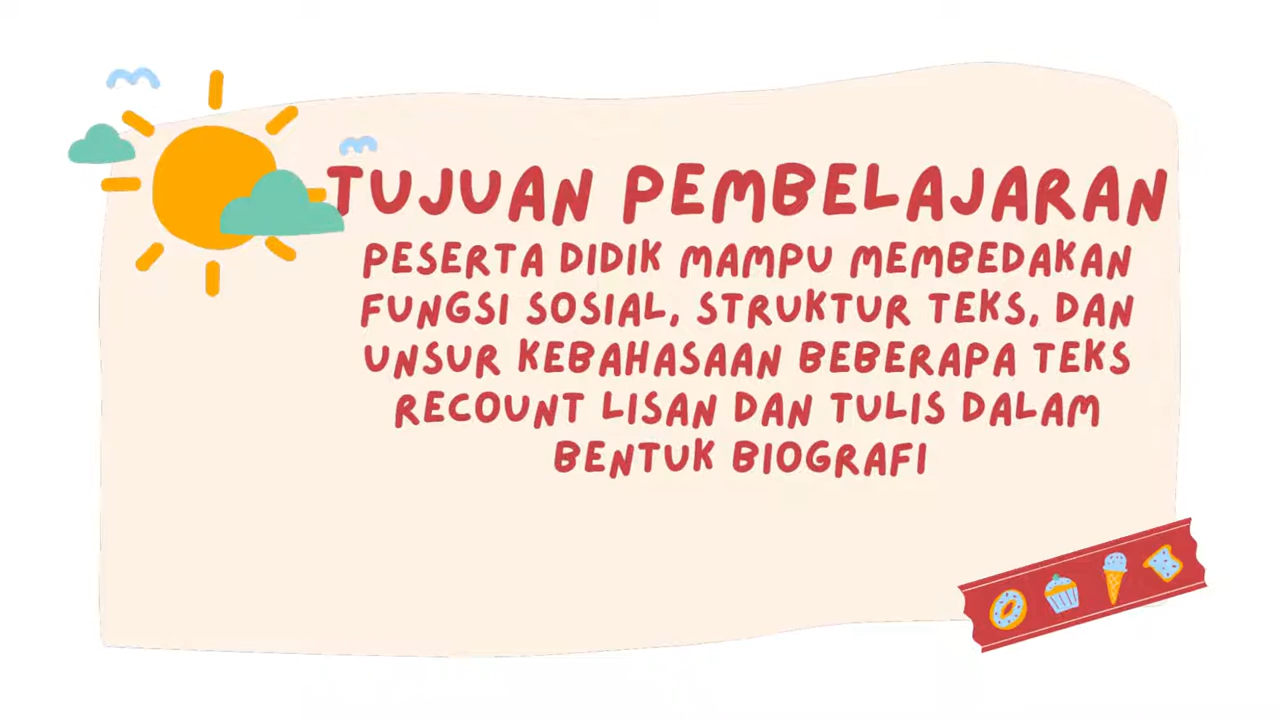 TUJUAN PEMBELAJARAN
PESERTA DIDIK MAMPU MEMBEDAKAN
FUNGSI SOSIAL, STRUKTUR TEKS, DAN
UNSUR KEBAHASAAN BEBERAPA TEKS
RECOUNT LISAN DAN TULIS DALAM
BENTUK BIOGRAFI